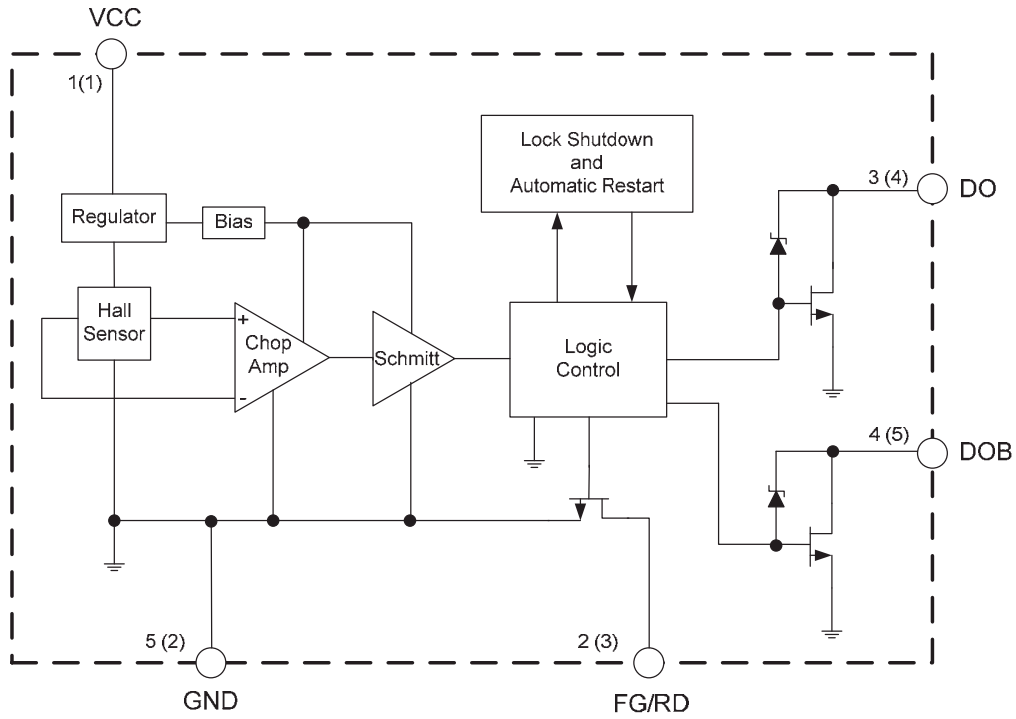 VCC
1(1)
Lock Shutdown
and
Automatic Restart
3 (4)
DO
Regulator
Bias
Hall
Sensor
+
Chop
Amp
-
Schmitt
Logic
Control
4 (5)
DOB
5 (2)
2 (3)
GND
FG/RD